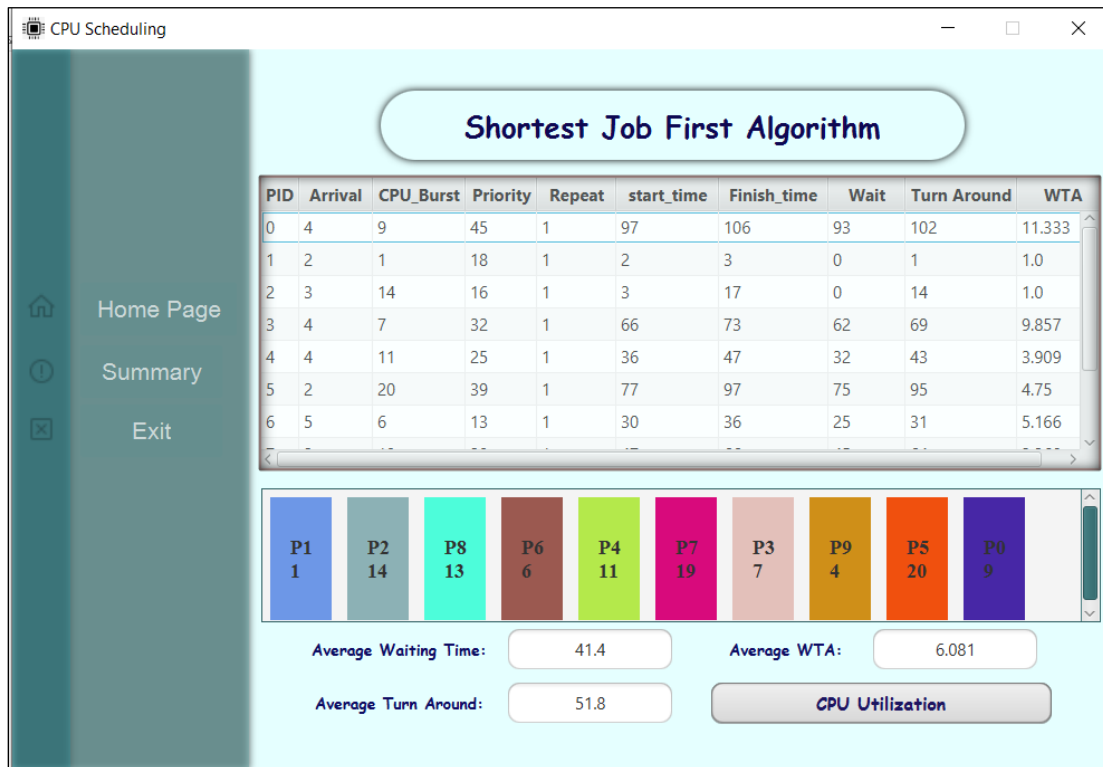 CPU Scheduling
Shortest Job First Algorithm
PID Arrival CPU_Burst Priority Repeat start_time Finish_time Wait Turn Around WTA
0 4 9 45 1 97 106 93 102 11.333
1 2 1 18 1 2 3 0 1 1.0
2 3 14 16 1 3 17 0 14 1.0
3 4 7 32 1 66 73 62 69 9.857
4 4 11 25 1 36 47 32 43 3.909
5 2 20 39 1 77 97 75 95 4.75
6 5 6 13 1 30 36 25 31 5.166
Home Page
Summary
Exit
P1 P2 P8 P6 P4 P7 P3 P9 P5 P0
1 14 13 6 11 19 7 4 20 9
Average Waiting Time: 41.4 Average WTA: 6.081
Average Turn Around: 51.8 CPU Utilization